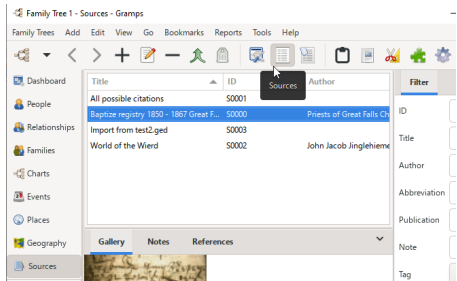 Family Tree 1 - Sources - Gramps
Family Trees Add Edit View Go Bookmarks Reports Tools Help
Dashboard
People
Relationships
Families
Charts
Events
Places
Geography
Sources
Title ID Author
Sources
All possible citations S0001
Baptize registry 1850 - 1867 Great F... S0000 Priests of Great Falls Ch
Import from test2.ged S0003
World of the Wierd S0002 John Jacob Jinglehieme
Gallery Notes References
Filter
ID
Title
Author
Abbreviation
Publication
Note
Tag